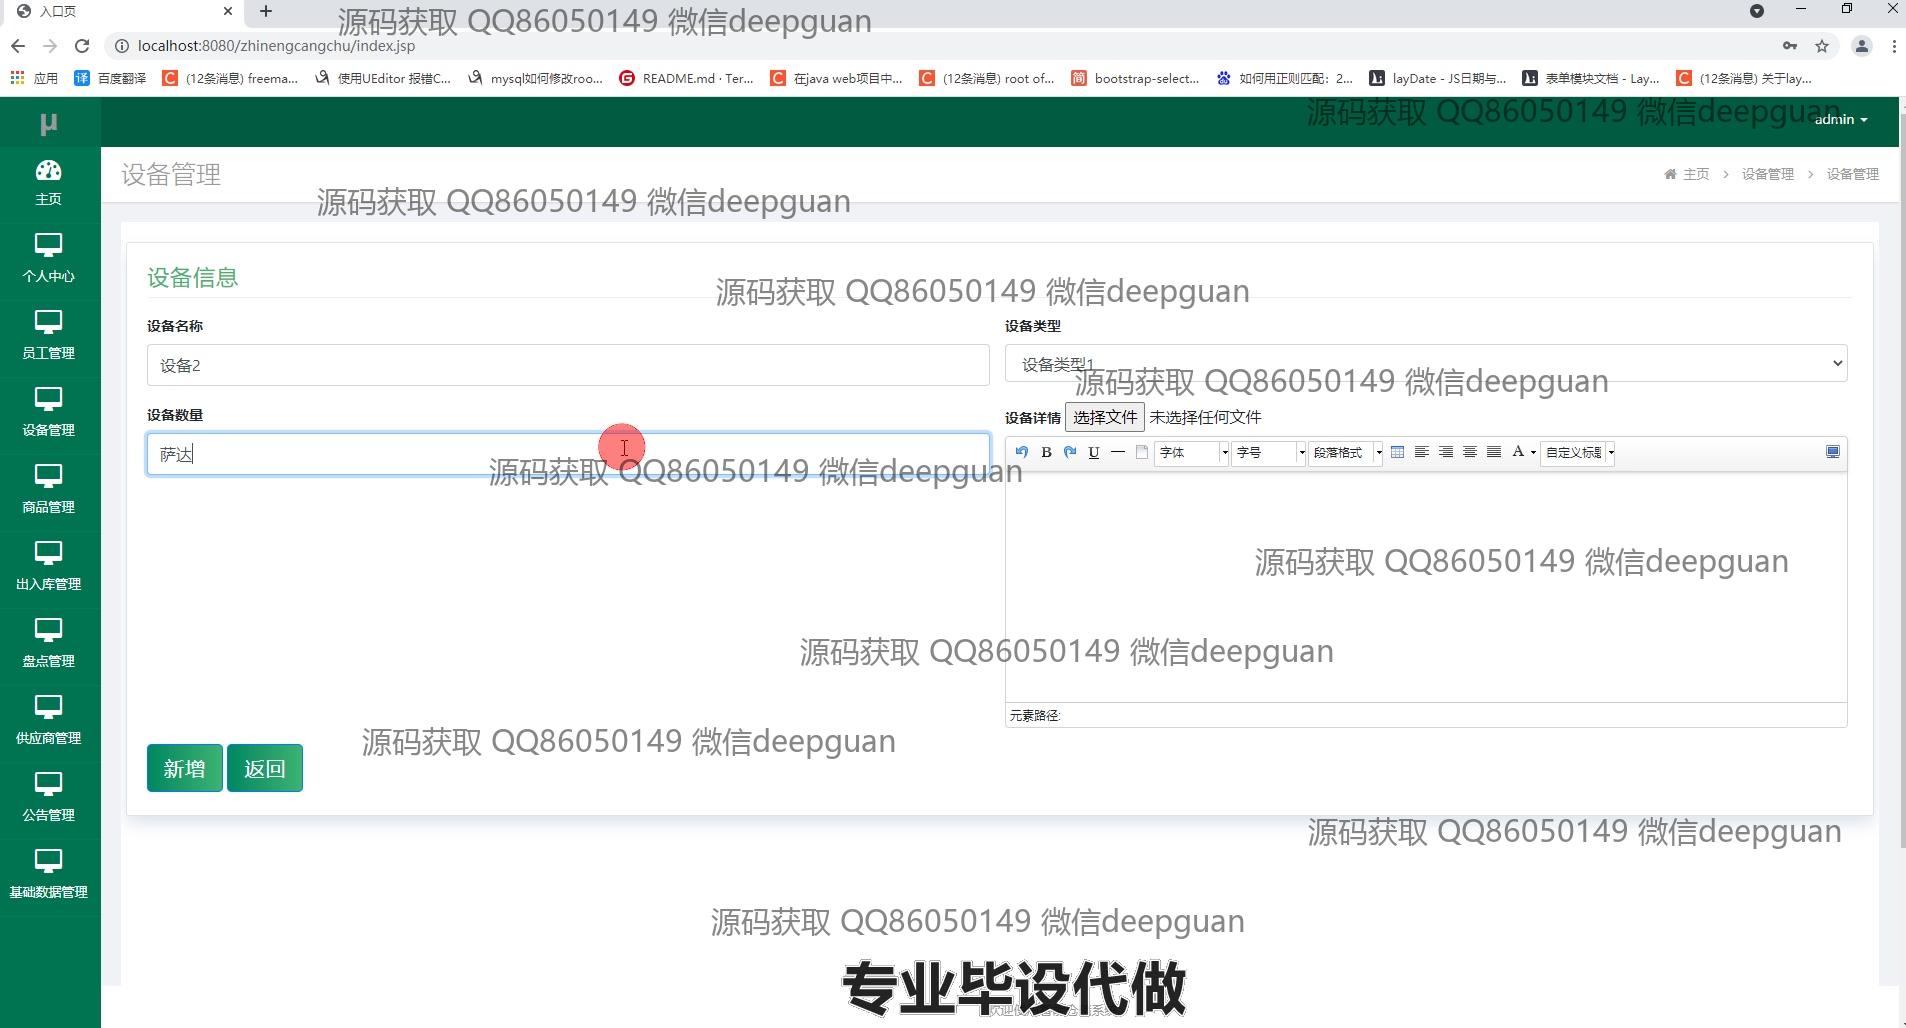 入口页
源码获取 QQ86050149 微信deepguan
localhost:8080/zhinengcangchu/index.jsp
应用
译 百度翻译
C (12条消息) freema...
使用UEditor 报错C...
mysql如何修改roo...
G README.md · Ter...
C 在java web项目中...
C (12条消息) root of...
简 bootstrap-select...
如何用正则匹配：2...
layDate - JS日期与...
表单模块文档 - Lay...
C (12条消息) 关于lay...
μ
源码获取 QQ86050149 微信deepguan
admin
主页
个人中心
员工管理
设备管理
商品管理
出入库管理
盘点管理
供应商管理
公告管理
基础数据管理
设备管理
主页 > 设备管理 > 设备管理
源码获取 QQ86050149 微信deepguan
设备信息
源码获取 QQ86050149 微信deepguan
设备名称
设备2
设备类型
设备类型1
源码获取 QQ86050149 微信deepguan
设备数量
萨达
设备详情 选择文件 未选择任何文件
B U 字体 字号 段落格式 A 自定义标题
源码获取 QQ86050149 微信deepguan
源码获取 QQ86050149 微信deepguan
源码获取 QQ86050149 微信deepguan
元素路径:
源码获取 QQ86050149 微信deepguan
新增 返回
源码获取 QQ86050149 微信deepguan
源码获取 QQ86050149 微信deepguan
专业毕设代做